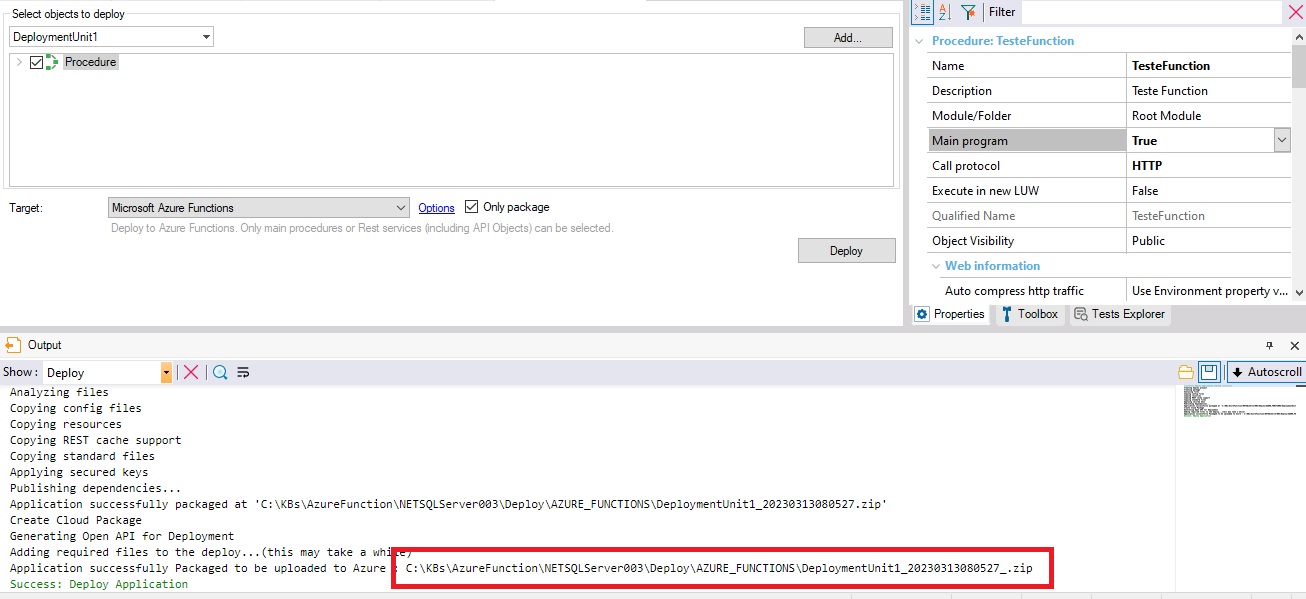 Select objects to deploy
DeploymentUnit1
Add...
Procedure
Target:
Microsoft Azure Functions
Options
Only package
Deploy to Azure Functions. Only main procedures or Rest services (including API Objects) can be selected.
Deploy
Filter
Procedure: TesteFunction
Name TesteFunction
Description Teste Function
Module/Folder Root Module
Main program True
Call protocol HTTP
Execute in new LUW False
Qualified Name TesteFunction
Object Visibility Public
Web information
Auto compress http traffic Use Environment property v...
Properties Toolbox Tests Explorer
Output
Show: Deploy
Autoscroll
Analyzing files
Copying config files
Copying resources
Copying REST cache support
Copying standard files
Applying secured keys
Publishing dependencies...
Application successfully packaged at 'C:\KBs\AzureFunction\NETSQLServer003\Deploy\AZURE_FUNCTIONS\DeploymentUnit1_20230313080527.zip'
Create Cloud Package
Generating Open API for Deployment
Adding required files to the deploy...(this may take a while)
Application successfully Packaged to be uploaded to Azure : C:\KBs\AzureFunction\NETSQLServer003\Deploy\AZURE_FUNCTIONS\DeploymentUnit1_20230313080527_.zip
Success: Deploy Application